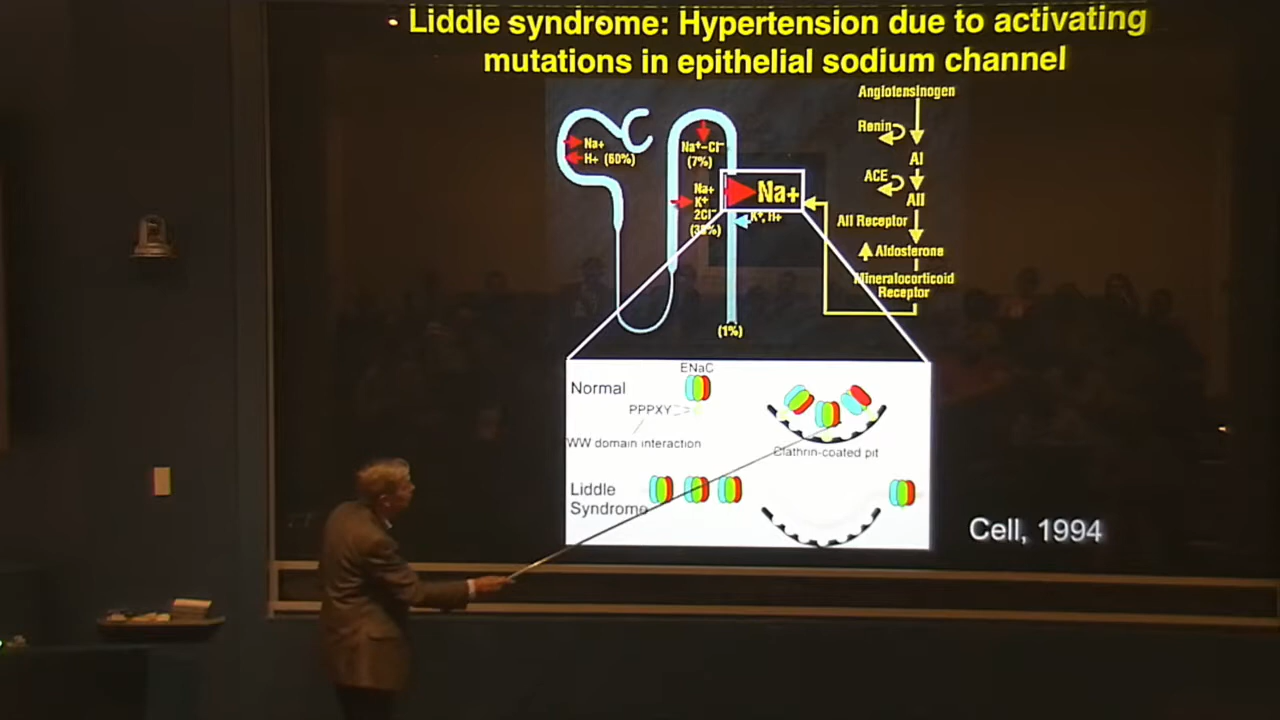 - Liddle syndrome: Hypertension due to activating
mutations in epithelial sodium channel
Angiotensinogen
Renin
AI
ACE
AII
AII Receptor
Aldosterone
Mineralocorticoid
Receptor
Na+
H+ (60%)
Na+-Cl-
(7%)
Na+
K+
2Cl-
Na+
K+, H+
(1%)
ENaC
Normal
PPPXY
WW domain interaction
Clathrin-coated pit
Liddle
Syndrome
Cell, 1994